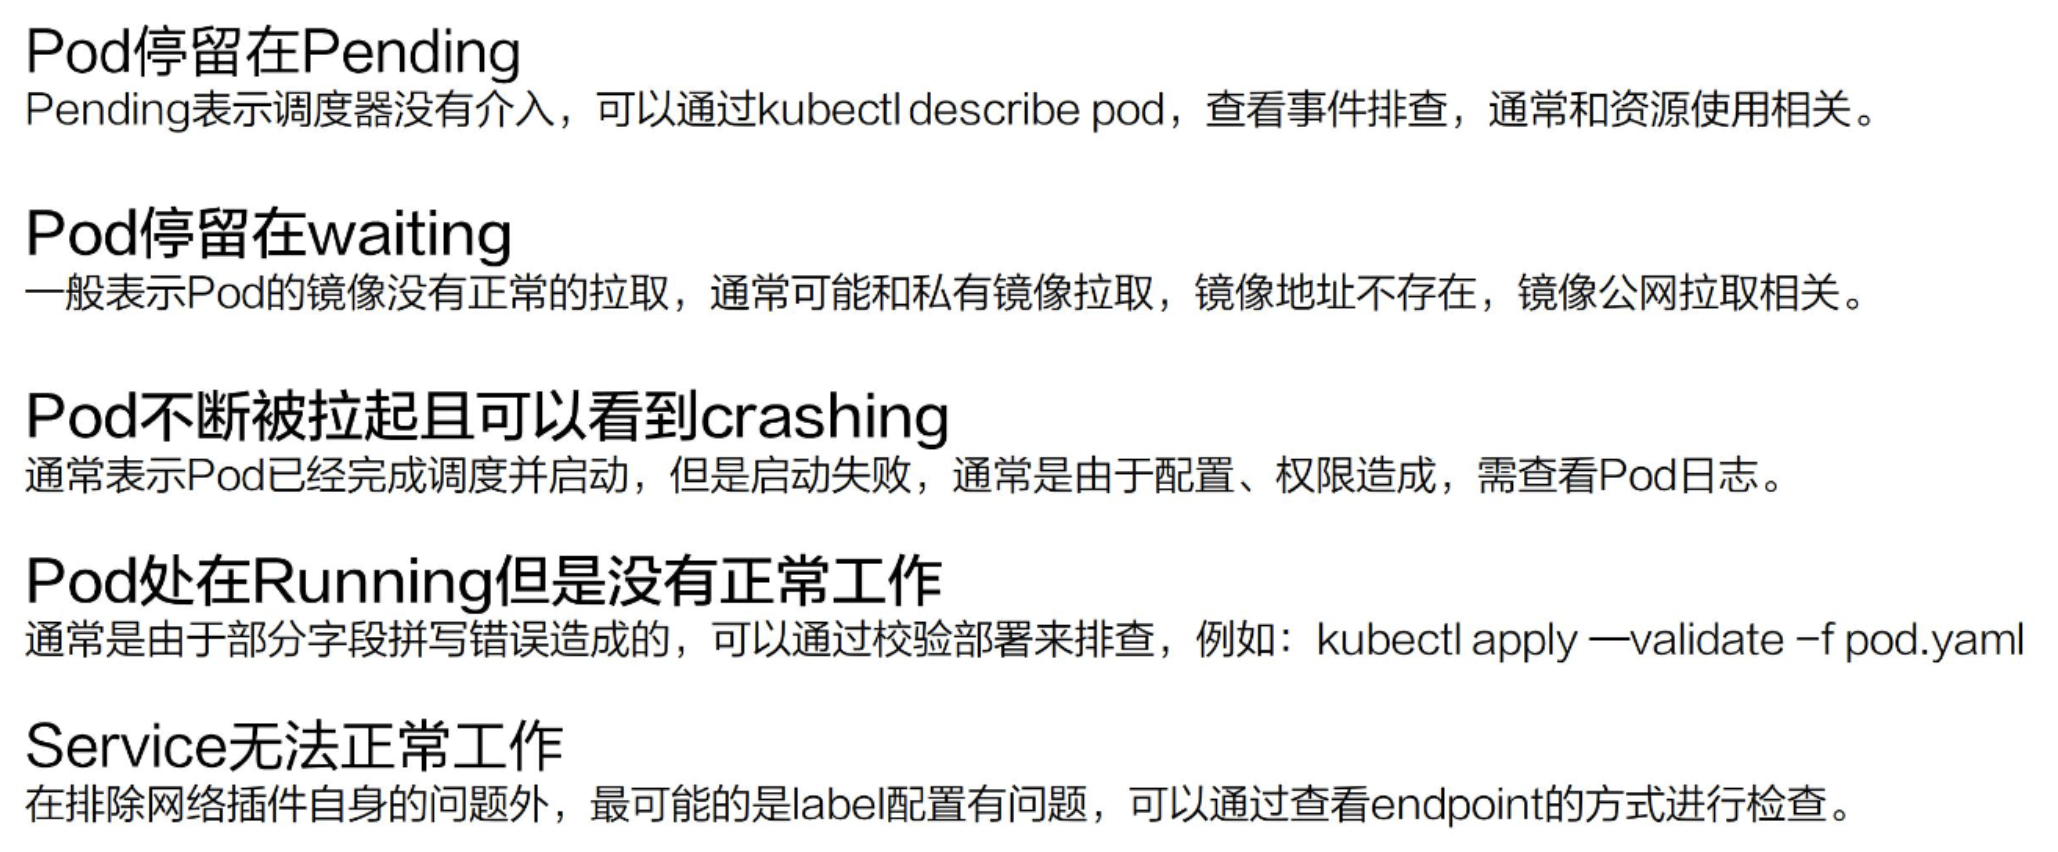 Pod停留在Pending
Pending表示调度器没有介入，可以通过kubectl describe pod，查看事件排查，通常和资源使用相关。
Pod停留在waiting
一般表示Pod的镜像没有正常的拉取，通常可能和私有镜像拉取，镜像地址不存在，镜像公网拉取相关。
Pod不断被拉起且可以看到crashing
通常表示Pod已经完成调度并启动，但是启动失败，通常是由于配置、权限造成，需查看Pod日志。
Pod处在Running但是没有正常工作
通常是由于部分字段拼写错误造成的，可以通过校验部署来排查，例如：kubectl apply —validate –f pod.yaml
Service无法正常工作
在排除网络插件自身的问题外，最可能的是label配置有问题，可以通过查看endpoint的方式进行检查。